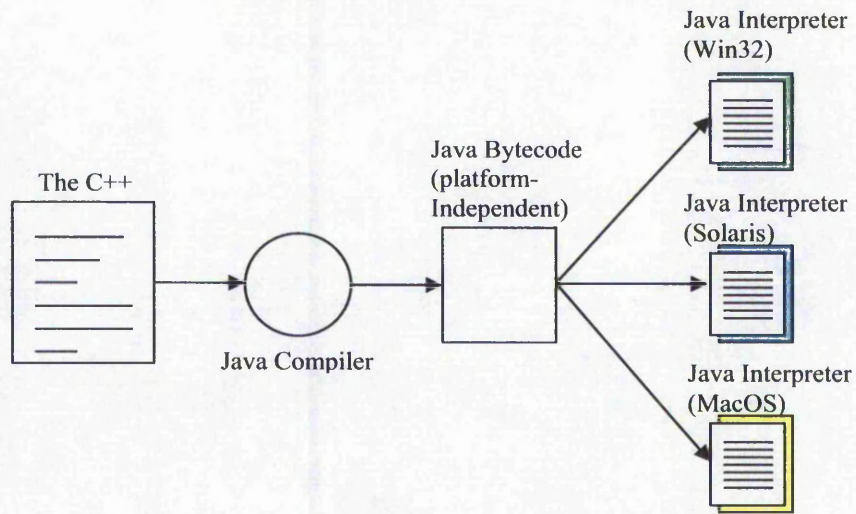 The C++
Java Compiler
Java Bytecode
(platform-
Independent)
Java Interpreter
(Win32)
Java Interpreter
(Solaris)
Java Interpreter
(MacOS)